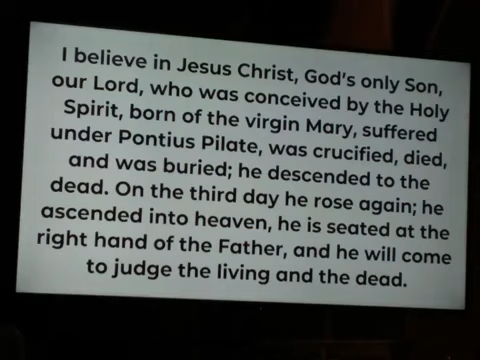 I believe in Jesus Christ, God's only Son,
our Lord, who was conceived by the Holy
Spirit, born of the virgin Mary, suffered
under Pontius Pilate, was crucified, died,
and was buried; he descended to the
dead. On the third day he rose again; he
ascended into heaven, he is seated at the
right hand of the Father, and he will come
to judge the living and the dead.